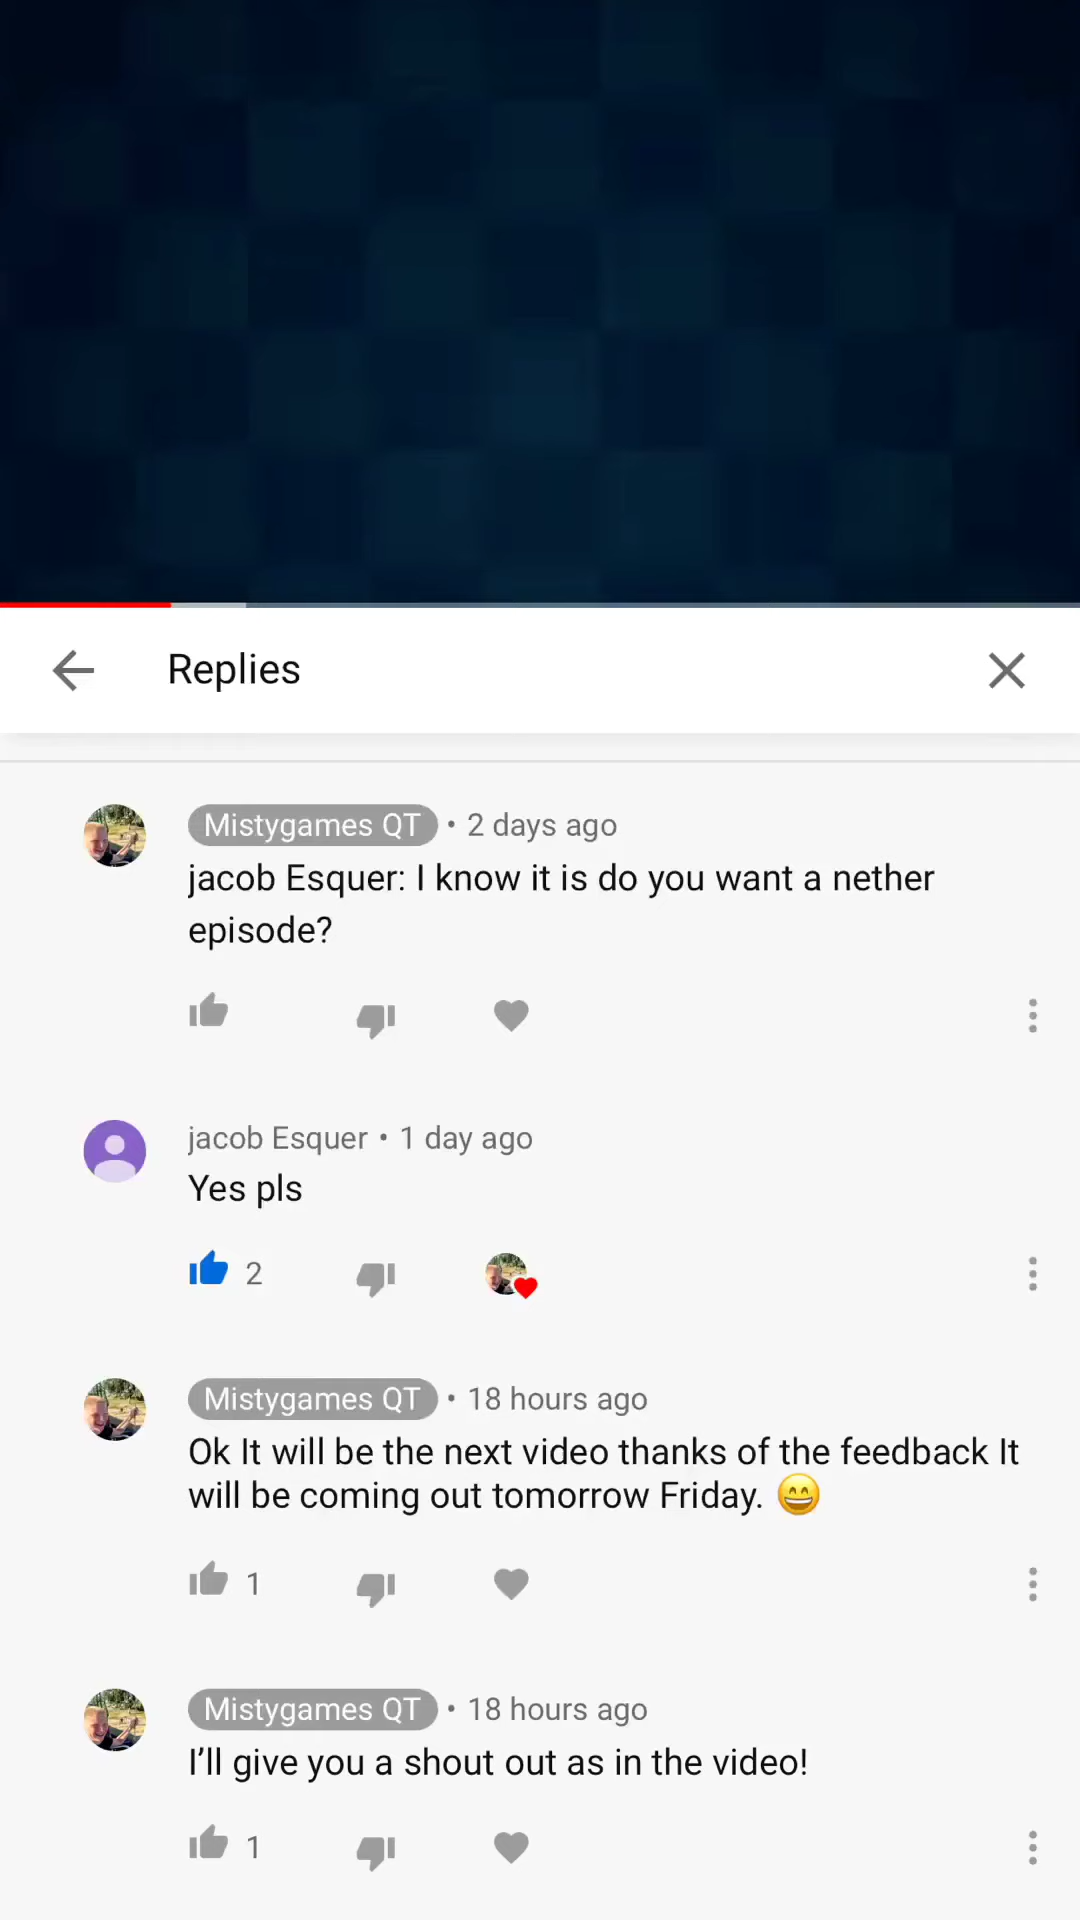 Replies
Mistygames QT • 2 days ago
jacob Esquer: I know it is do you want a nether
episode?
jacob Esquer • 1 day ago
Yes pls
2
Mistygames QT • 18 hours ago
Ok It will be the next video thanks of the feedback It
will be coming out tomorrow Friday. 😄
1
Mistygames QT • 18 hours ago
I’ll give you a shout out as in the video!
1